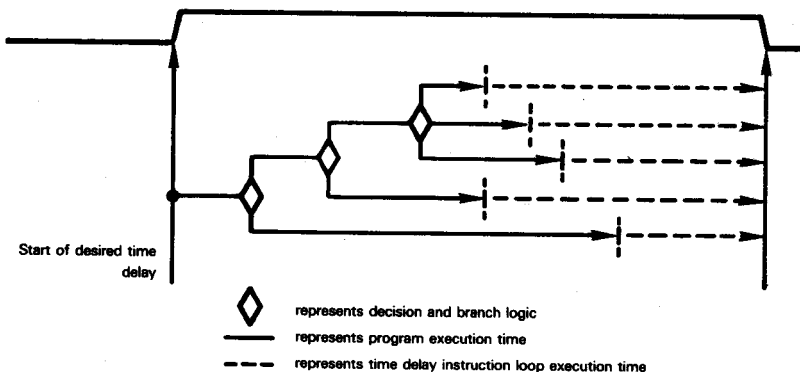 Start of desired time
delay
represents decision and branch logic
represents program execution time
represents time delay instruction loop execution time